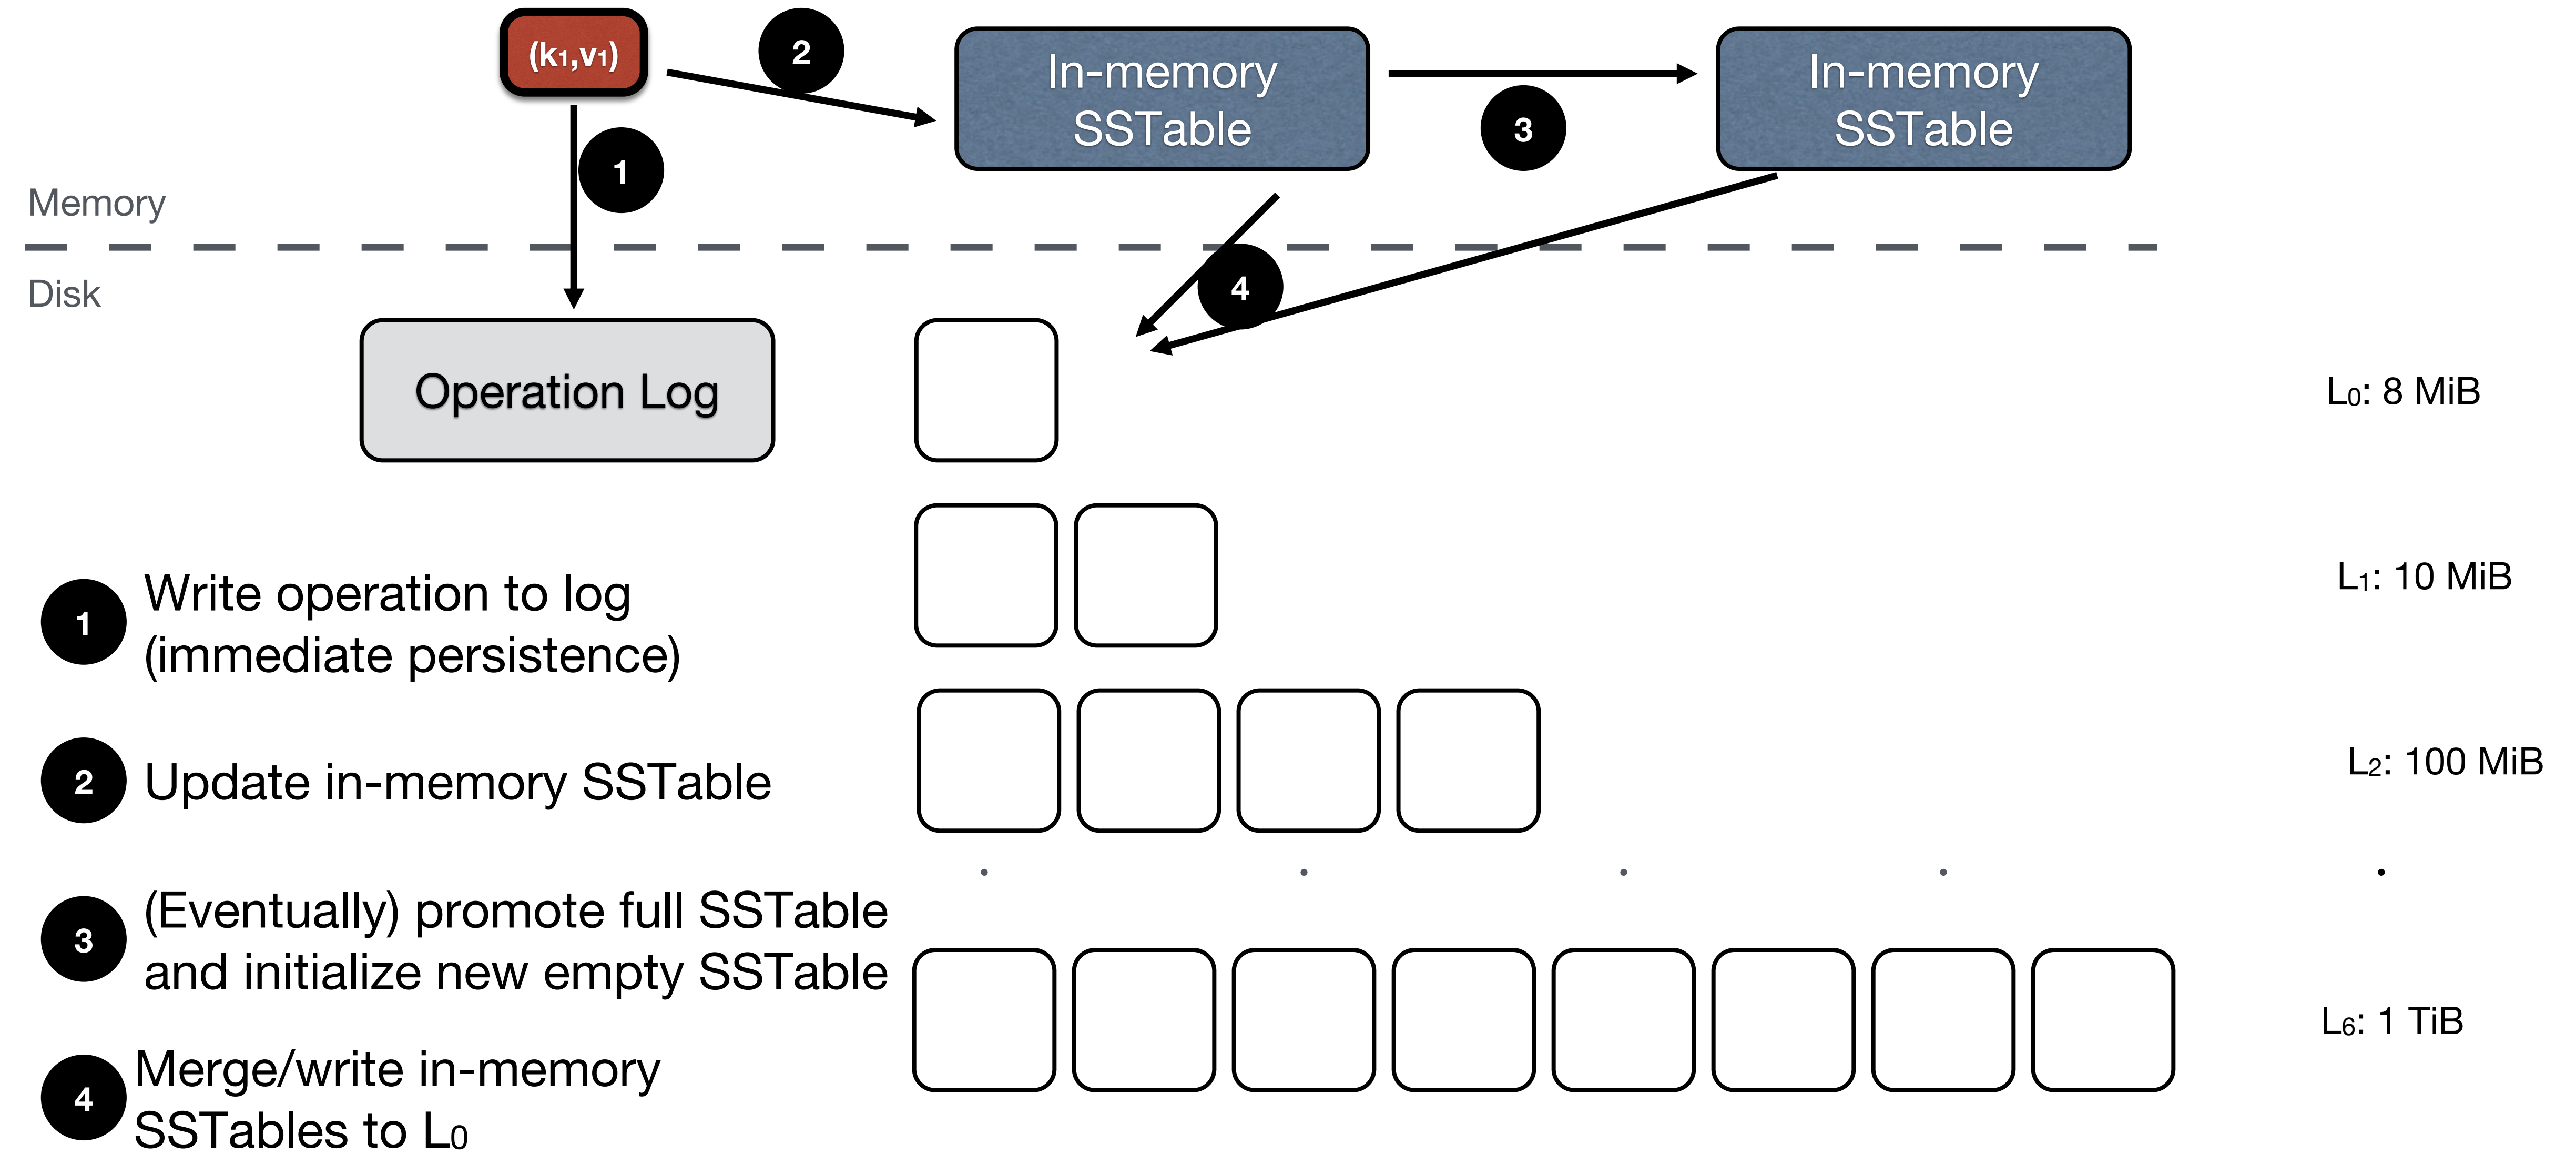 (k₁,v₁)
2
In-memory
SSTable
3
In-memory
SSTable
1
Memory
Disk
4
Operation Log
L₀: 8 MiB
L₁: 10 MiB
L₂: 100 MiB
L₆: 1 TiB
1
Write operation to log
(immediate persistence)
2
Update in-memory SSTable
3
(Eventually) promote full SSTable
and initialize new empty SSTable
4
Merge/write in-memory
SSTables to L₀